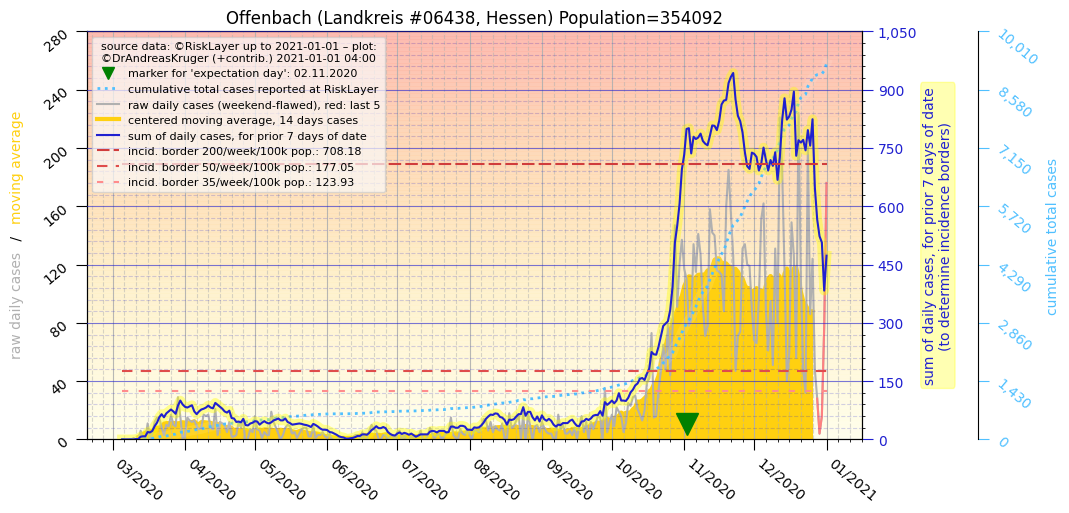 Offenbach (Landkreis #06438, Hessen) Population=354092
source data: ©RiskLayer up to 2021-01-01 – plot:
©DrAndreasKruger (+contrib.) 2021-01-01 04:00
marker for 'expectation day': 02.11.2020
cumulative total cases reported at RiskLayer
raw daily cases (weekend-flawed), red: last 5
centered moving average, 14 days cases
sum of daily cases, for prior 7 days of date
incid. border 200/week/100k pop.: 708.18
incid. border 50/week/100k pop.: 177.05
incid. border 35/week/100k pop.: 123.93
raw daily cases / moving average
280
240
200
160
120
80
40
0
03/2020
04/2020
05/2020
06/2020
07/2020
08/2020
09/2020
10/2020
11/2020
12/2020
01/2021
1,050
900
750
600
450
300
150
0
sum of daily cases, for prior 7 days of date
(to determine incidence borders)
10,010
8,580
7,150
5,720
4,290
2,860
1,430
0
cumulative total cases